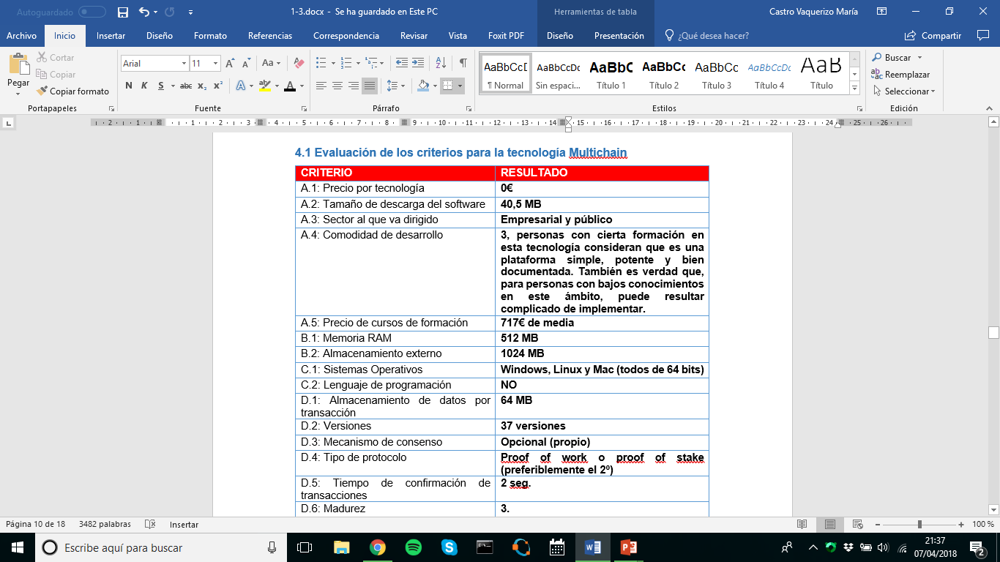 Autoguardado
1-3.docx - Se ha guardado en Este PC
Herramientas de tabla
Castro Vaquerizo María
Archivo Inicio Insertar Diseño Formato Referencias Correspondencia Revisar Vista Foxit PDF Diseño Presentación ¿Qué desea hacer? Compartir
Pegar
Cortar
Copiar
Copiar formato
Portapapeles
Arial 11
N K S abc x₂ x²
Fuente
Párrafo
AaBbCcD AaBbCcDc AaBbC AaBbCc AaBbCc AaBbCcDc AaB
¶ Normal Sin espaci... Título 1 Título 2 Título 3 Título 4 Título
Estilos
Buscar
Reemplazar
Seleccionar
Edición
2 1 1 2 3 4 5 6 7 8 9 10 11 12 13 14 15 16 17 18 19 20 21 22 23 24 25 26
4.1 Evaluación de los criterios para la tecnología Multichain
CRITERIO RESULTADO
A.1: Precio por tecnología 0€
A.2: Tamaño de descarga del software 40,5 MB
A.3: Sector al que va dirigido Empresarial y público
A.4: Comodidad de desarrollo 3, personas con cierta formación en
esta tecnología consideran que es una
plataforma simple, potente y bien
documentada. También es verdad que,
para personas con bajos conocimientos
en este ámbito, puede resultar
complicado de implementar.
A.5: Precio de cursos de formación 717€ de media
B.1: Memoria RAM 512 MB
B.2: Almacenamiento externo 1024 MB
C.1: Sistemas Operativos Windows, Linux y Mac (todos de 64 bits)
C.2: Lenguaje de programación NO
D.1: Almacenamiento de datos por
transacción
64 MB
D.2: Versiones 37 versiones
D.3: Mecanismo de consenso Opcional (propio)
D.4: Tipo de protocolo Proof of work o proof of stake
(preferiblemente el 2º)
D.5: Tiempo de confirmación de
transacciones
2 seg.
D.6: Madurez 3.
Página 10 de 18 3482 palabras Insertar 100 %
Escribe aquí para buscar
21:37
07/04/2018
2